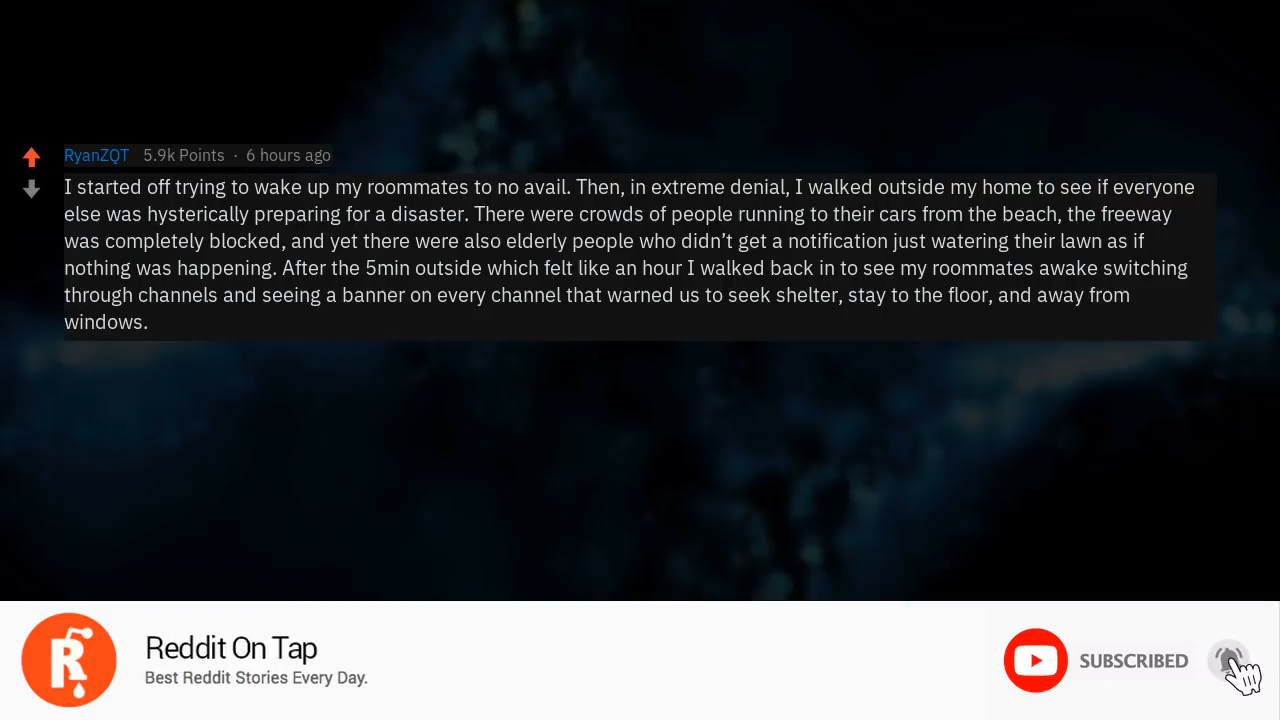 RyanZQT 5.9k Points · 6 hours ago
I started off trying to wake up my roommates to no avail. Then, in extreme denial, I walked outside my home to see if everyone
else was hysterically preparing for a disaster. There were crowds of people running to their cars from the beach, the freeway
was completely blocked, and yet there were also elderly people who didn’t get a notification just watering their lawn as if
nothing was happening. After the 5min outside which felt like an hour I walked back in to see my roommates awake switching
through channels and seeing a banner on every channel that warned us to seek shelter, stay to the floor, and away from
windows.
Reddit On Tap
Best Reddit Stories Every Day.
SUBSCRIBED